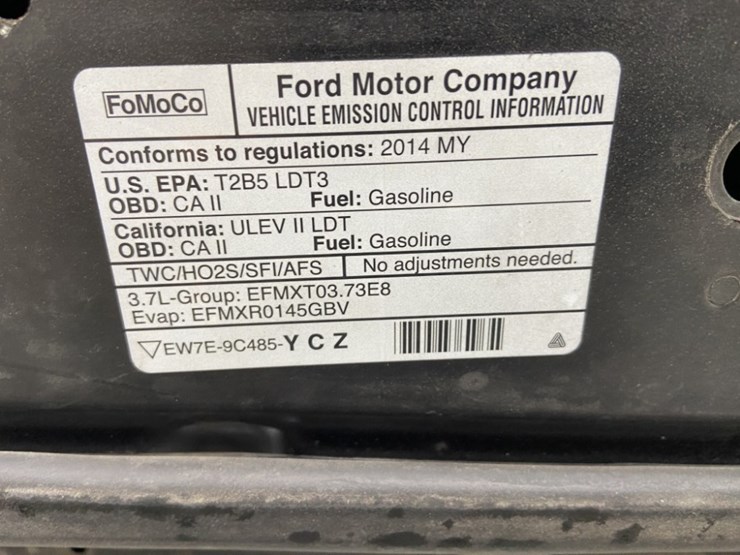 FoMoCo
Ford Motor Company
VEHICLE EMISSION CONTROL INFORMATION
Conforms to regulations: 2014 MY
U.S. EPA: T2B5 LDT3
OBD: CA II Fuel: Gasoline
California: ULEV II LDT
OBD: CA II Fuel: Gasoline
TWC/HO2S/SFI/AFS No adjustments needed.
3.7L-Group: EFMXT03.73E8
Evap: EFMXR0145GBV
EW7E-9C485-Y C Z